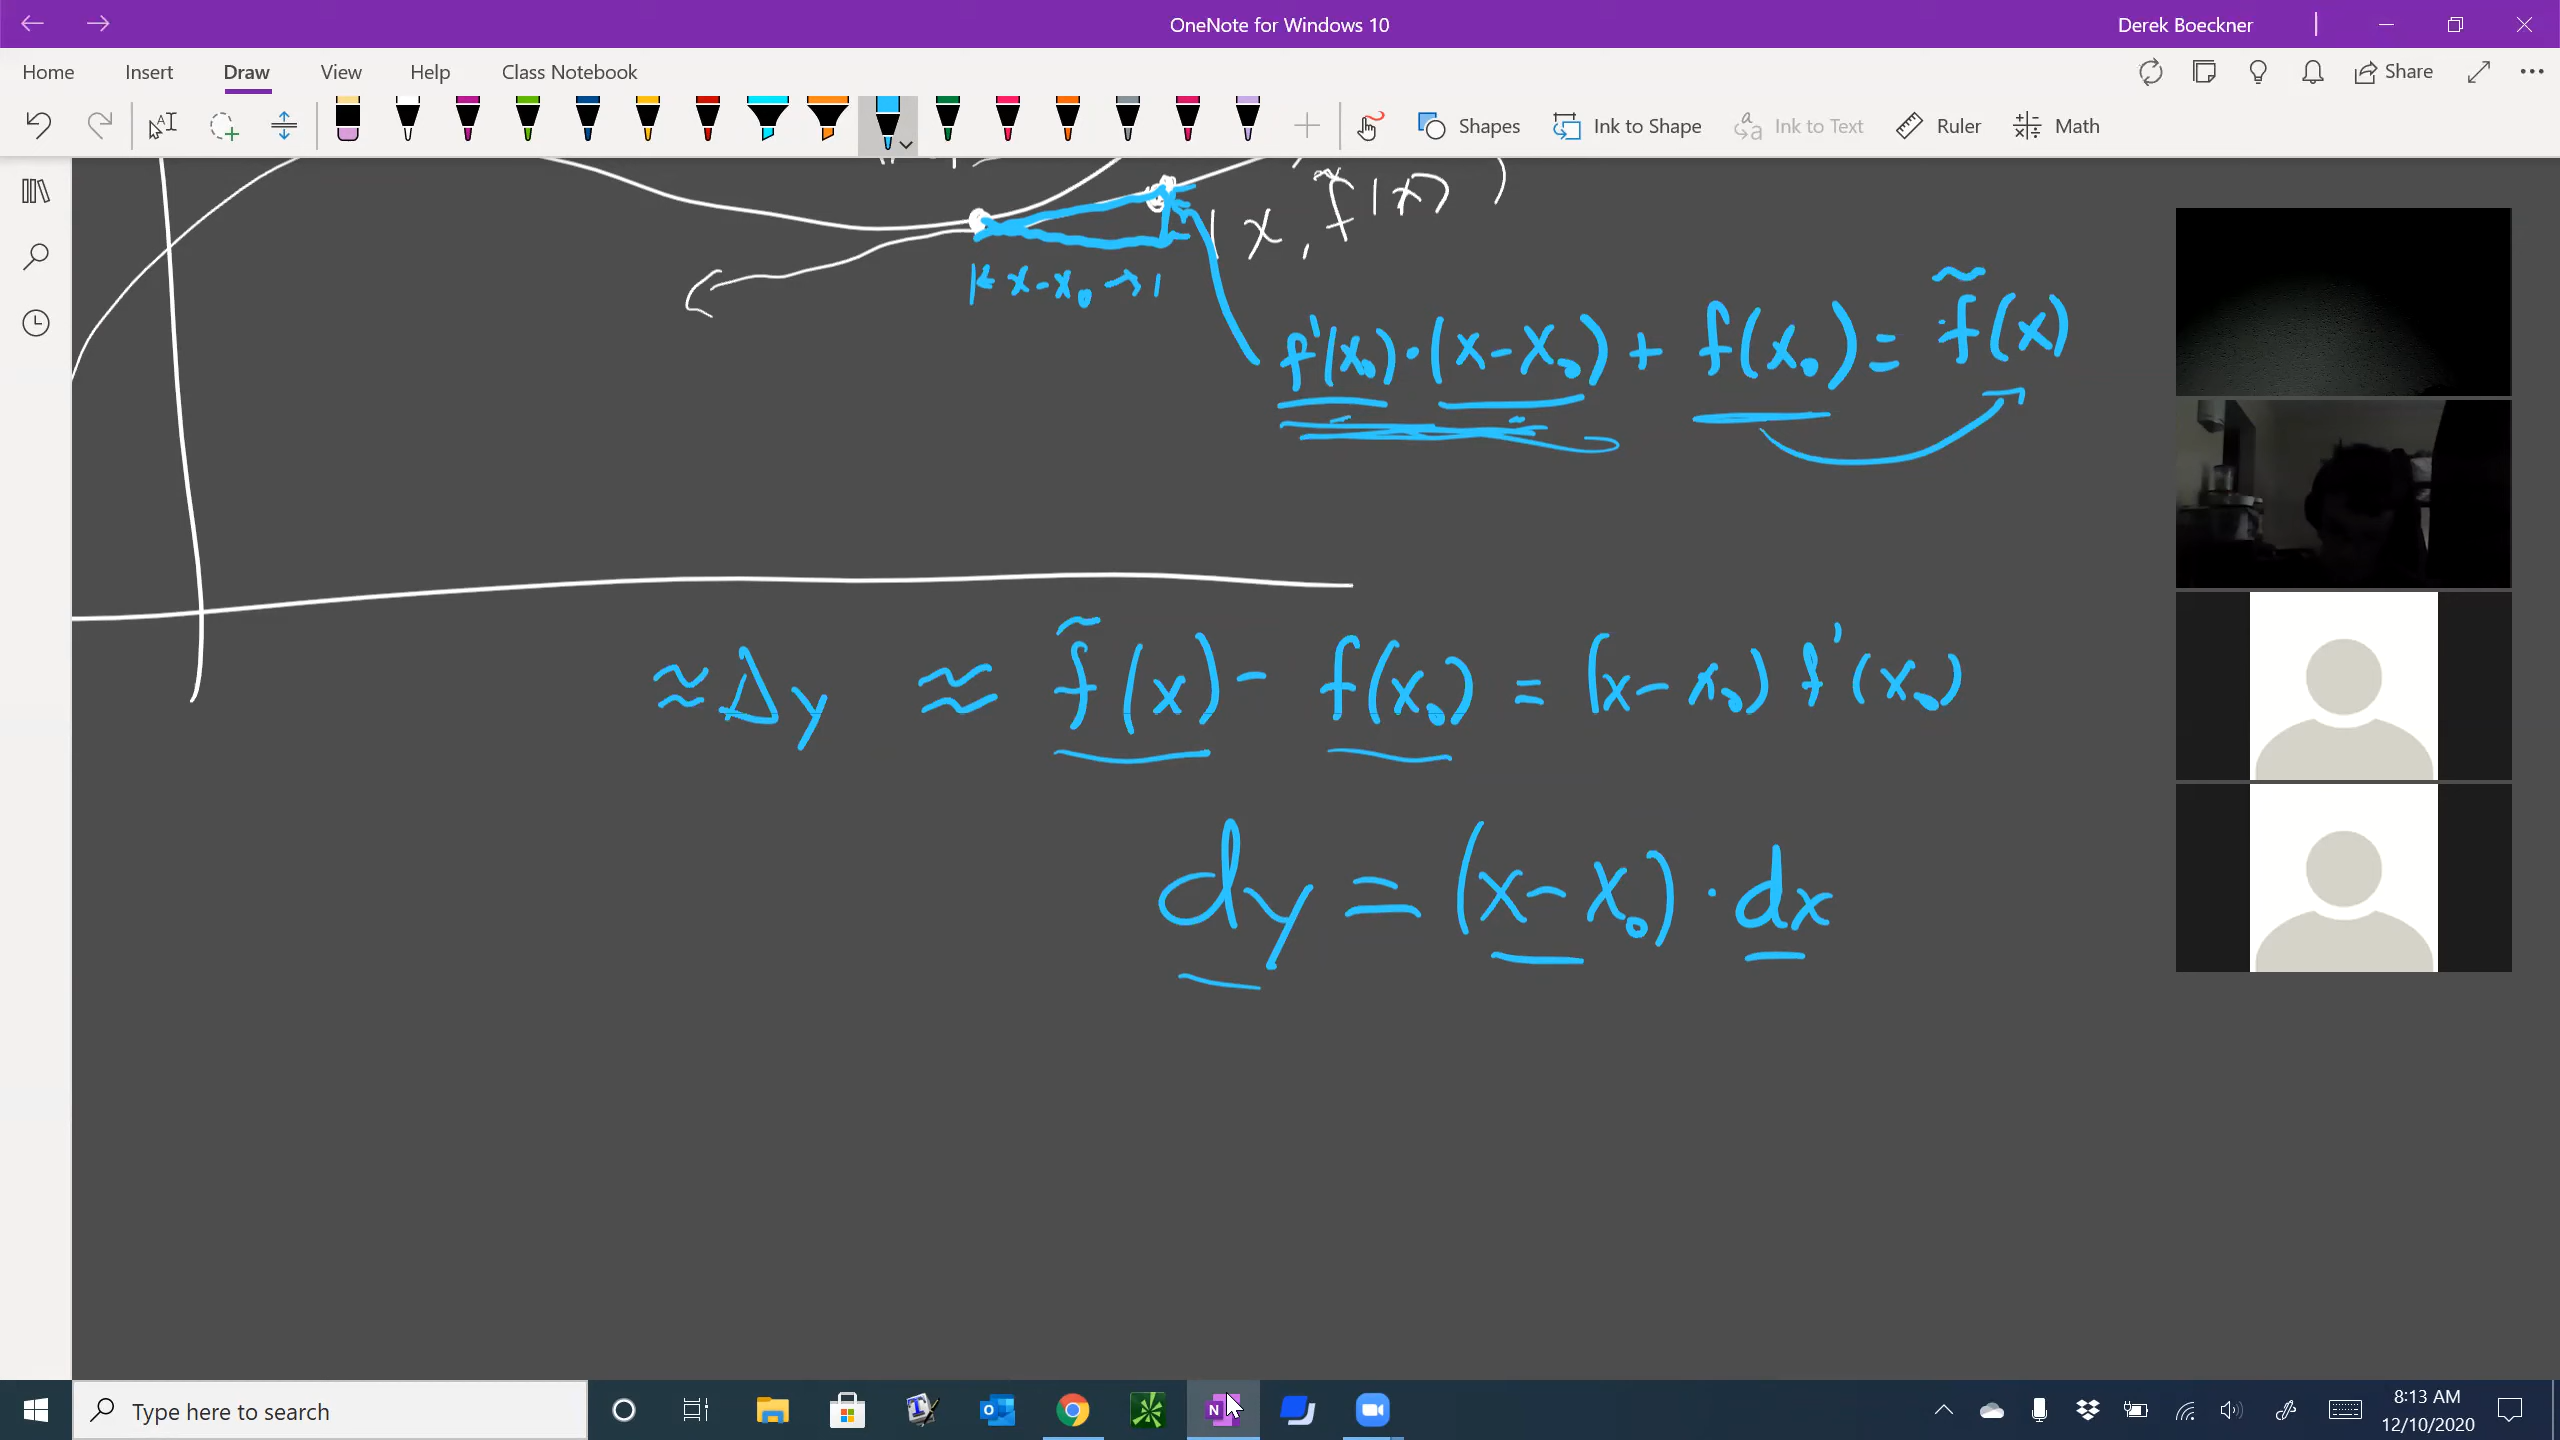 OneNote for Windows 10
Derek Boeckner
Home Insert Draw View Help Class Notebook
Share
Shapes Ink to Shape Ink to Text Ruler Math
(x, f̃(x))
|← x-x₀ →|
f'(x₀)·(x-x₀) + f(x₀) = f̃(x)
≈Δy ≈ f̃(x) - f(x₀) = (x-x₀) f'(x₀)
dy = (x-x₀)·dx
Type here to search
8:13 AM
12/10/2020